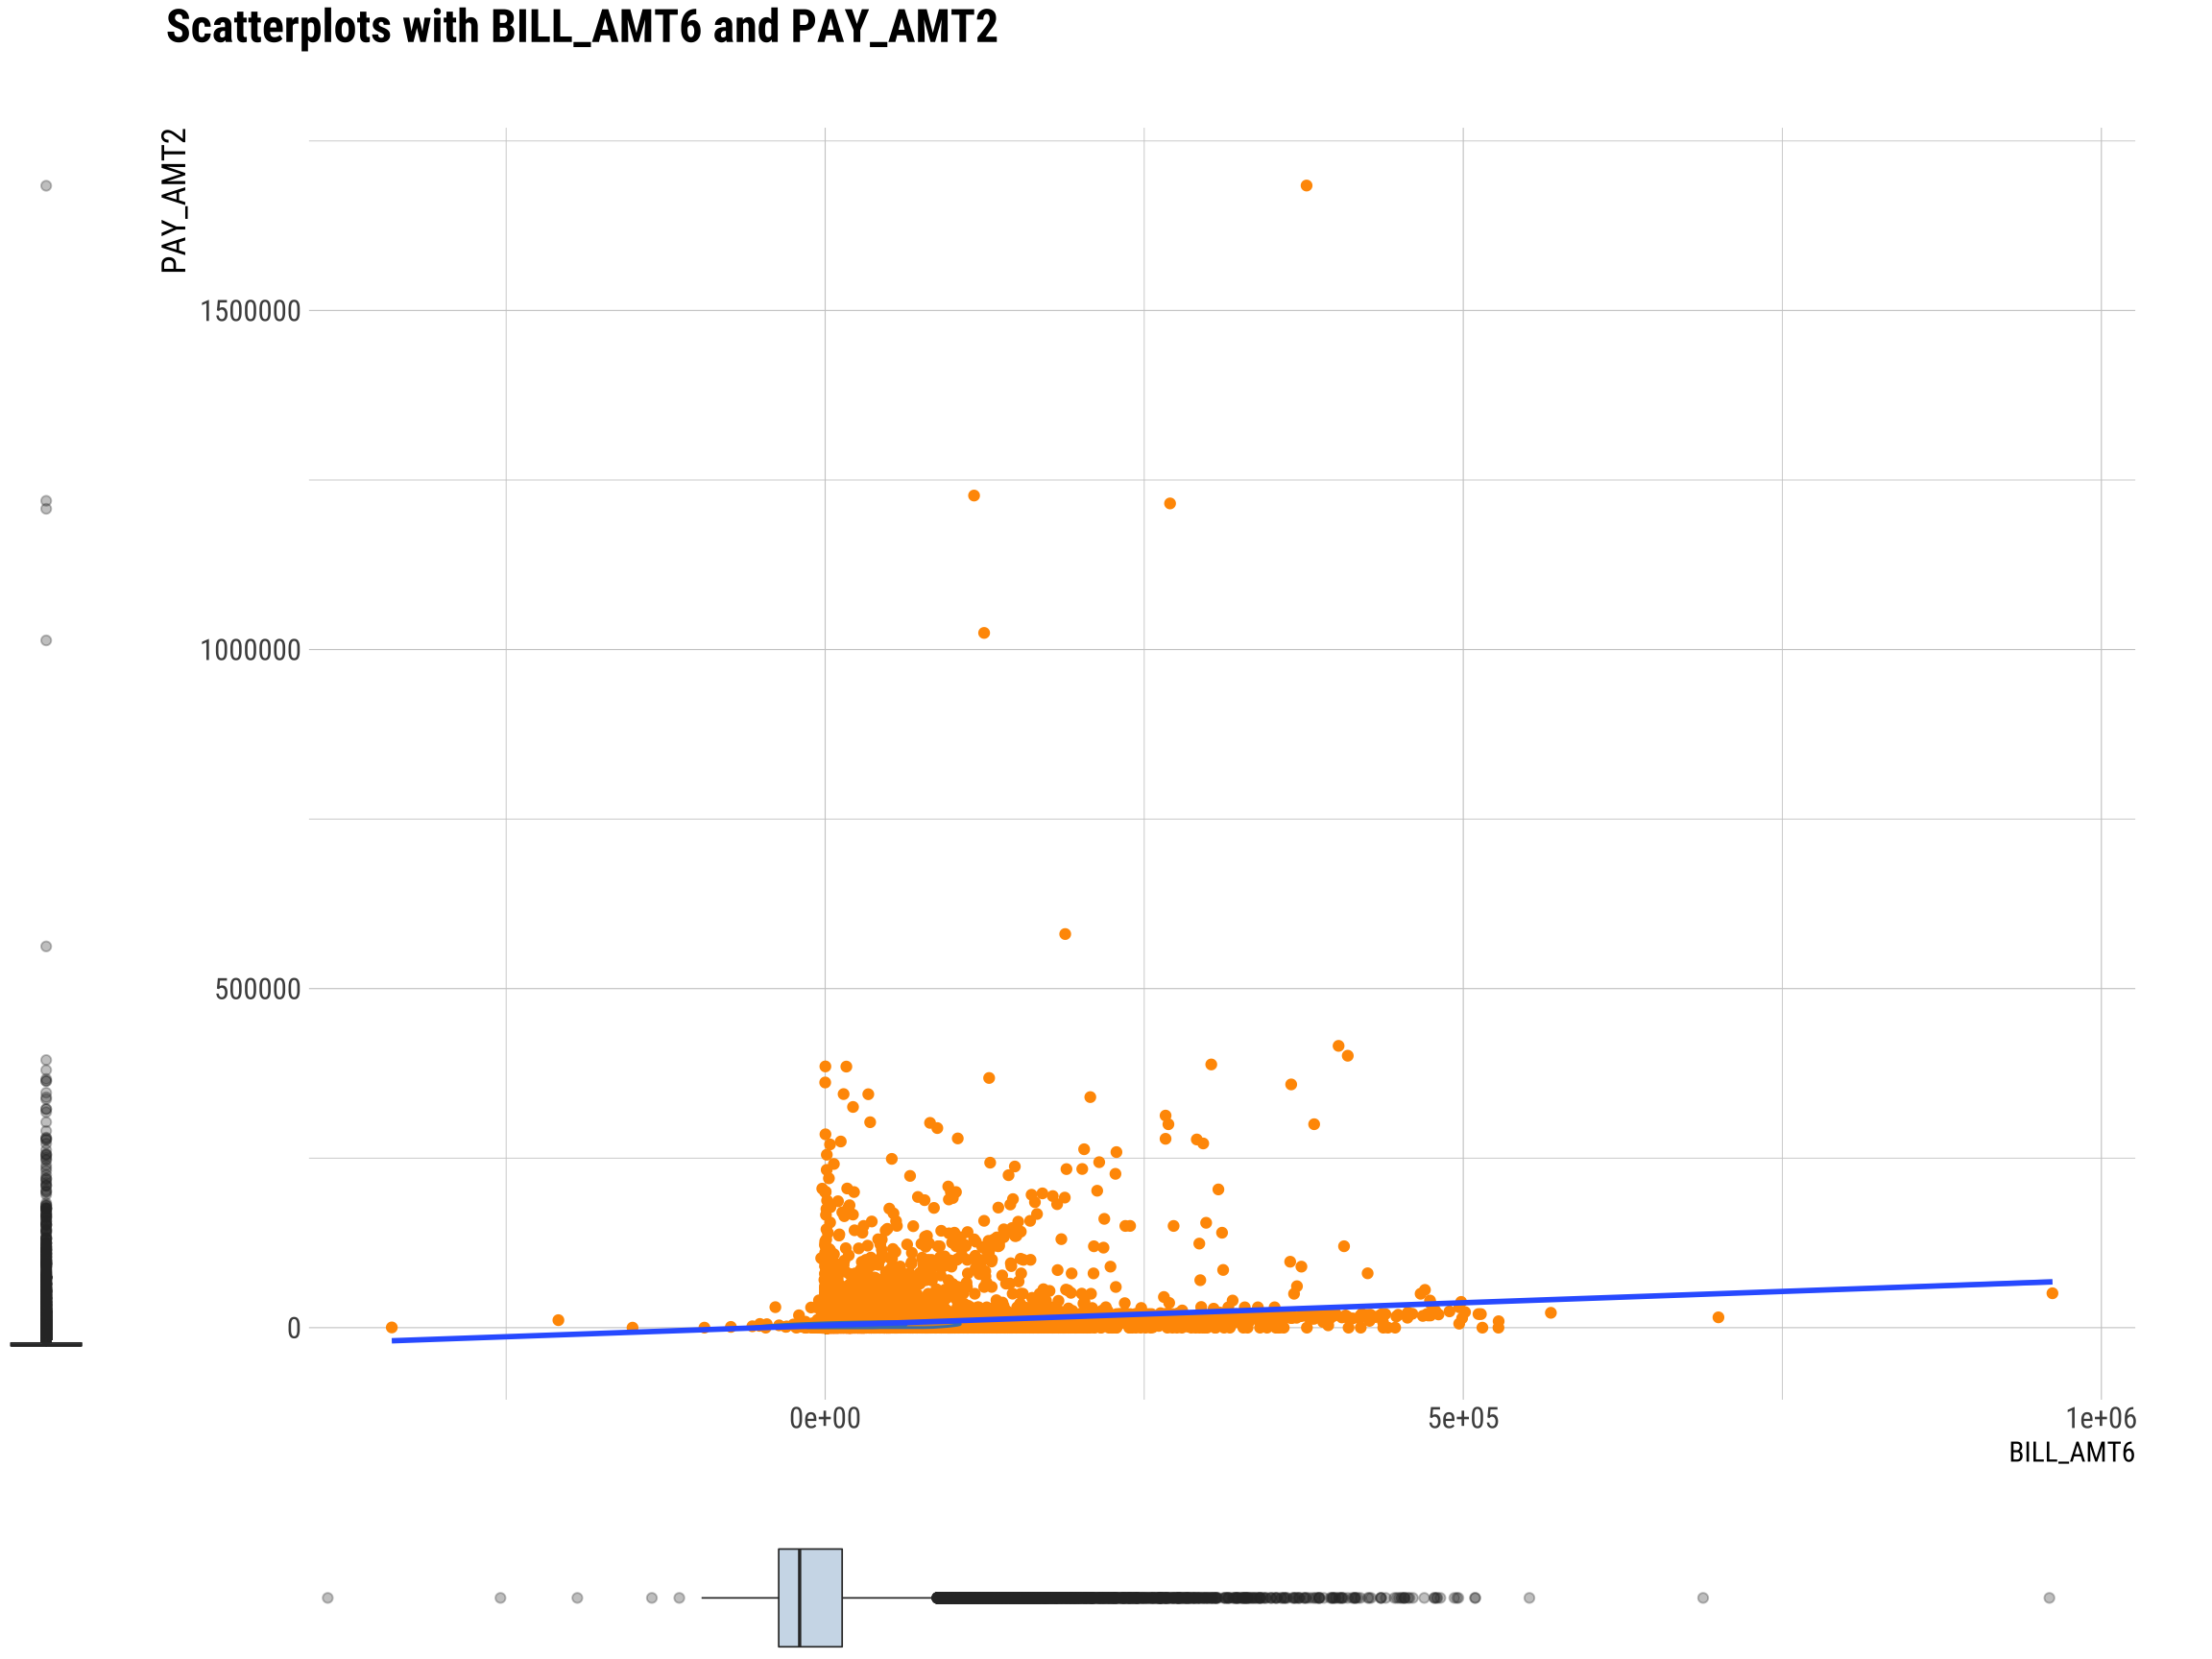 Scatterplots with BILL_AMT6 and PAY_AMT2
PAY_AMT2
1500000
1000000
500000
0
0e+00 5e+05 1e+06
BILL_AMT6